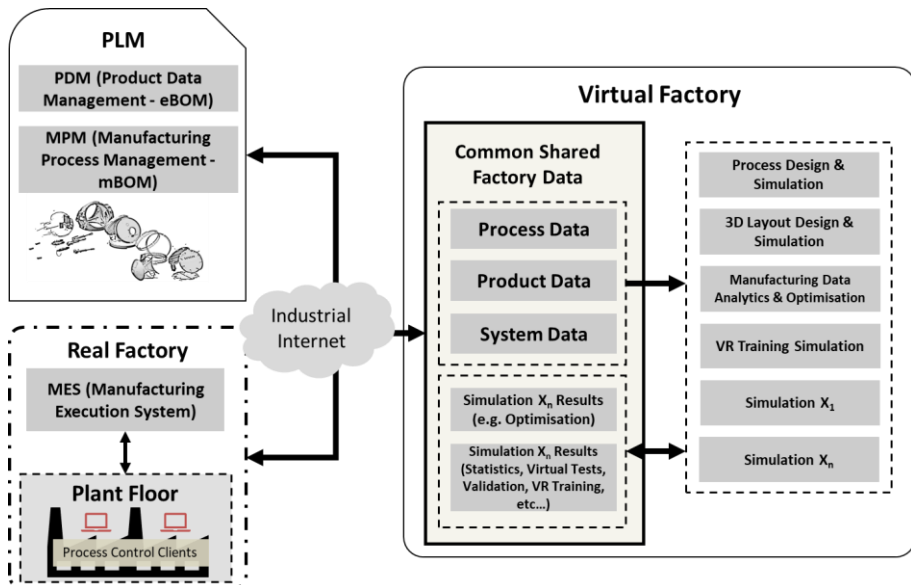 PLM
PDM (Product Data
Management - eBOM)
MPM (Manufacturing
Process Management -
mBOM)
Real Factory
MES (Manufacturing
Execution System)
Plant Floor
Process Control Clients
Industrial
Internet
Virtual Factory
Common Shared
Factory Data
Process Data
Product Data
System Data
Simulation Xₙ Results
(e.g. Optimisation)
Simulation Xₙ Results
(Statistics, Virtual Tests,
Validation, VR Training,
etc...)
Process Design &
Simulation
3D Layout Design &
Simulation
Manufacturing Data
Analytics & Optimisation
VR Training Simulation
Simulation X₁
Simulation Xₙ